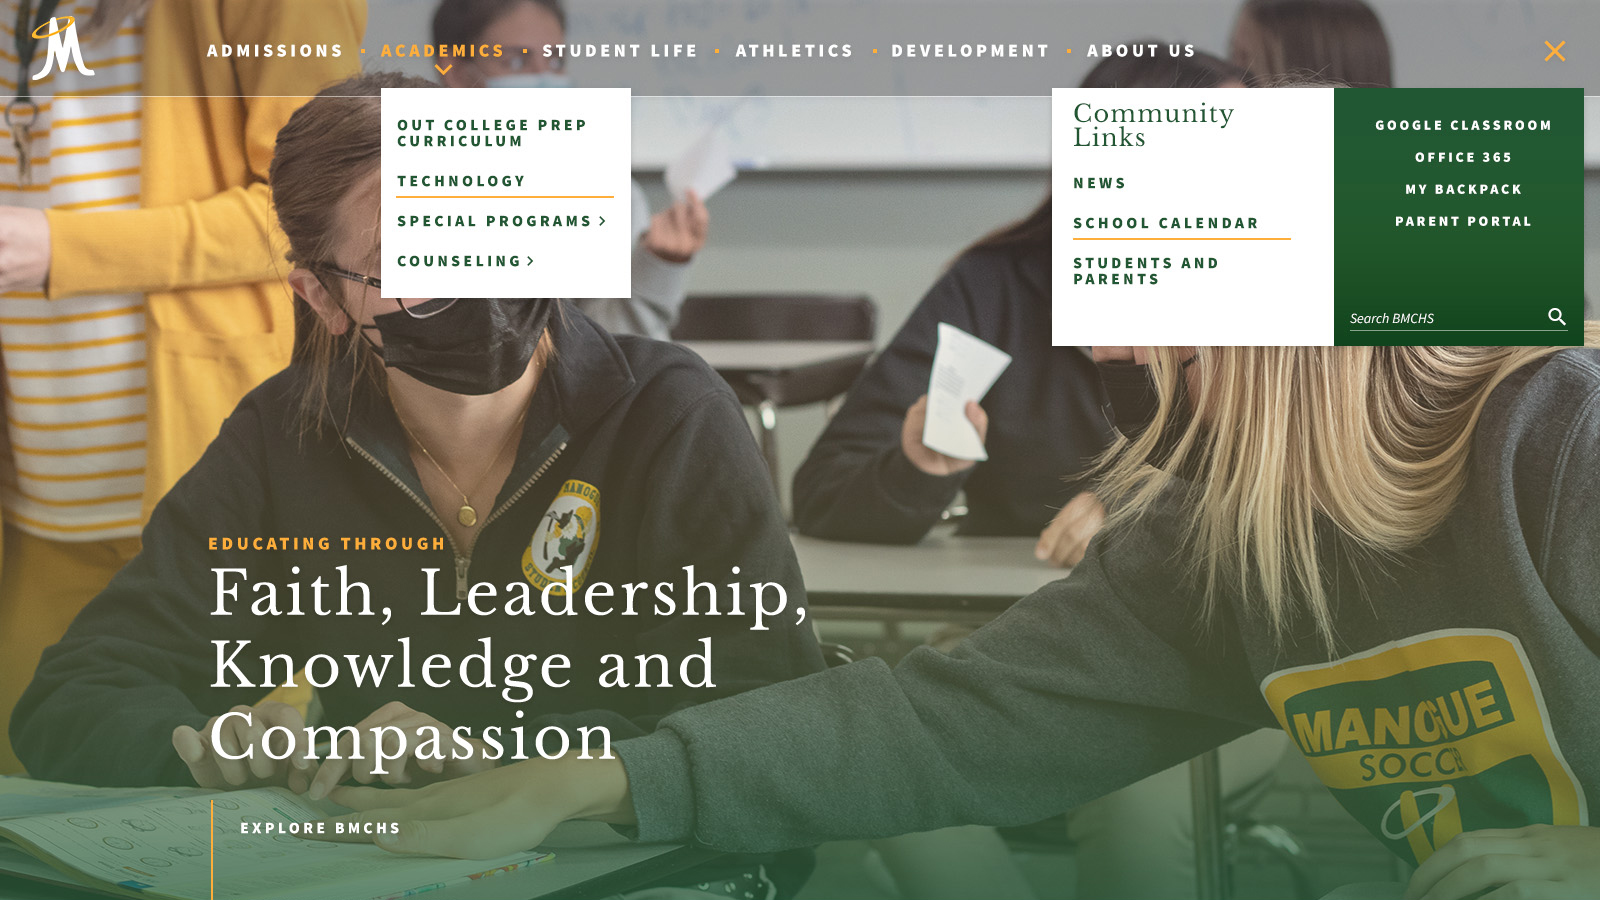 M
ADMISSIONS ACADEMICS STUDENT LIFE ATHLETICS DEVELOPMENT ABOUT US
OUT COLLEGE PREP
CURRICULUM
TECHNOLOGY
SPECIAL PROGRAMS
COUNSELING
Community
Links
NEWS
SCHOOL CALENDAR
STUDENTS AND
PARENTS
GOOGLE CLASSROOM
OFFICE 365
MY BACKPACK
PARENT PORTAL
Search BMCHS
MANOGUE
EDUCATING THROUGH
Faith, Leadership,
Knowledge and
Compassion
EXPLORE BMCHS
MANOGUE
SOCCER